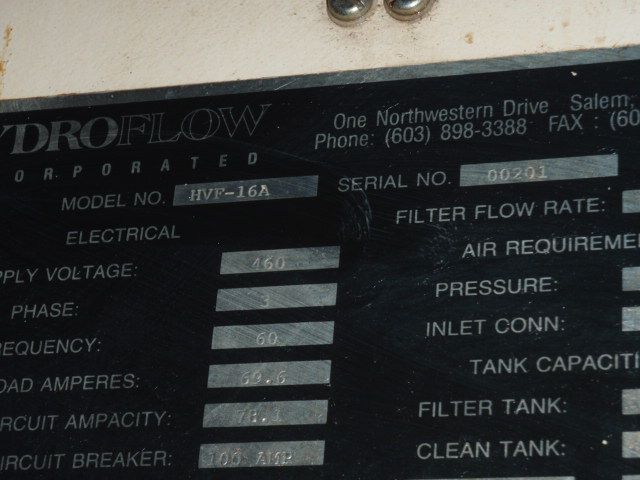 YDROFLOW
ORPORATED
One Northwestern Drive Salem,
Phone: (603) 898-3388 FAX : (60
MODEL NO. HVF-16A
SERIAL NO. 00201
ELECTRICAL
FILTER FLOW RATE:
PPLY VOLTAGE: 460
AIR REQUIREME
PHASE: 3
PRESSURE:
REQUENCY: 60
INLET CONN:
OAD AMPERES: 69.6
TANK CAPACITI
IRCUIT AMPACITY: 78.1
FILTER TANK:
IRCUIT BREAKER: 100 AMP
CLEAN TANK: